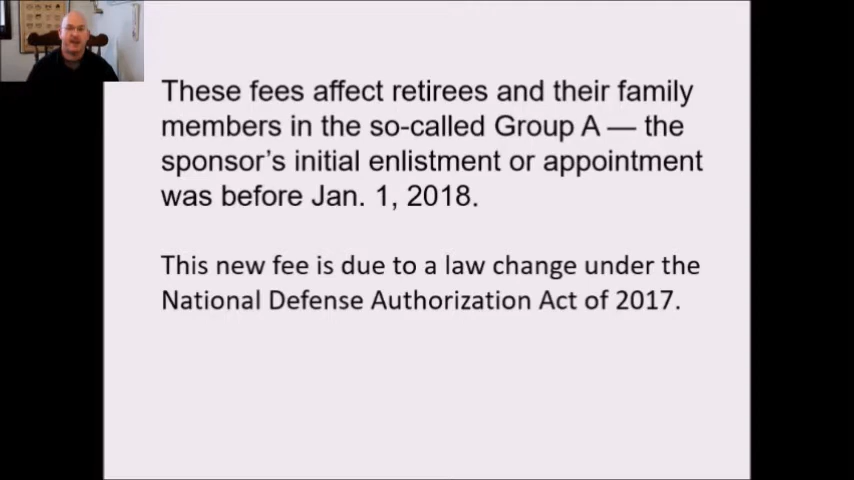 These fees affect retirees and their family
members in the so-called Group A — the
sponsor's initial enlistment or appointment
was before Jan. 1, 2018.
This new fee is due to a law change under the
National Defense Authorization Act of 2017.